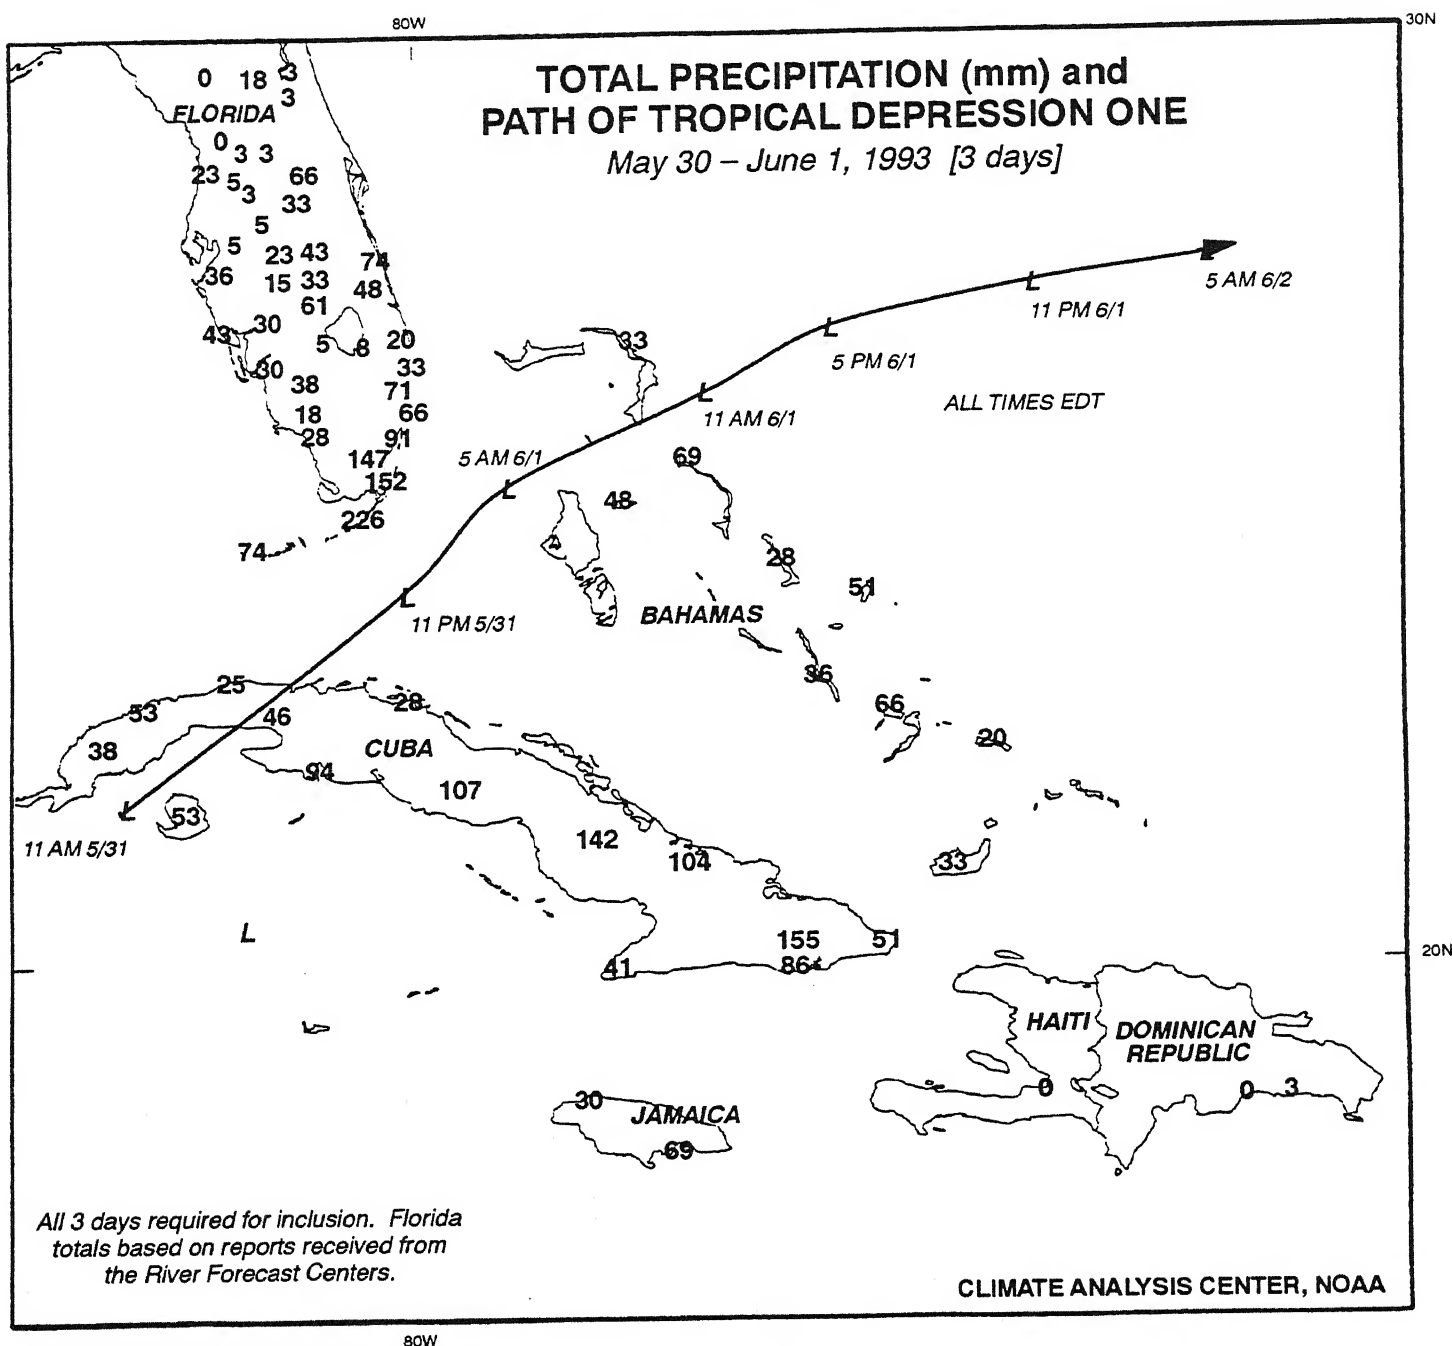 80W
30N
TOTAL PRECIPITATION (mm) and
PATH OF TROPICAL DEPRESSION ONE
May 30 – June 1, 1993 [3 days]
0 18 3
3
FLORIDA
0
3 3
23 5 66
3
33
5
5 23 43 74
36 15 33 48
61
43 30
5 8 20
33
30
33
38 71
18 66
28 91
147
152
226
74
5 AM 6/2
11 PM 6/1
L
L
5 PM 6/1
ALL TIMES EDT
L
11 AM 6/1
5 AM 6/1
L
69
48
28
51
BAHAMAS
L
11 PM 5/31
36
66
20
25
53 46 28
38
CUBA
94
107
L
53
11 AM 5/31
142
104
33
L
155 51
41 86
20N
HAITI
DOMINICAN
REPUBLIC
0 0 3
30
JAMAICA
69
All 3 days required for inclusion. Florida
totals based on reports received from
the River Forecast Centers.
CLIMATE ANALYSIS CENTER, NOAA
80W